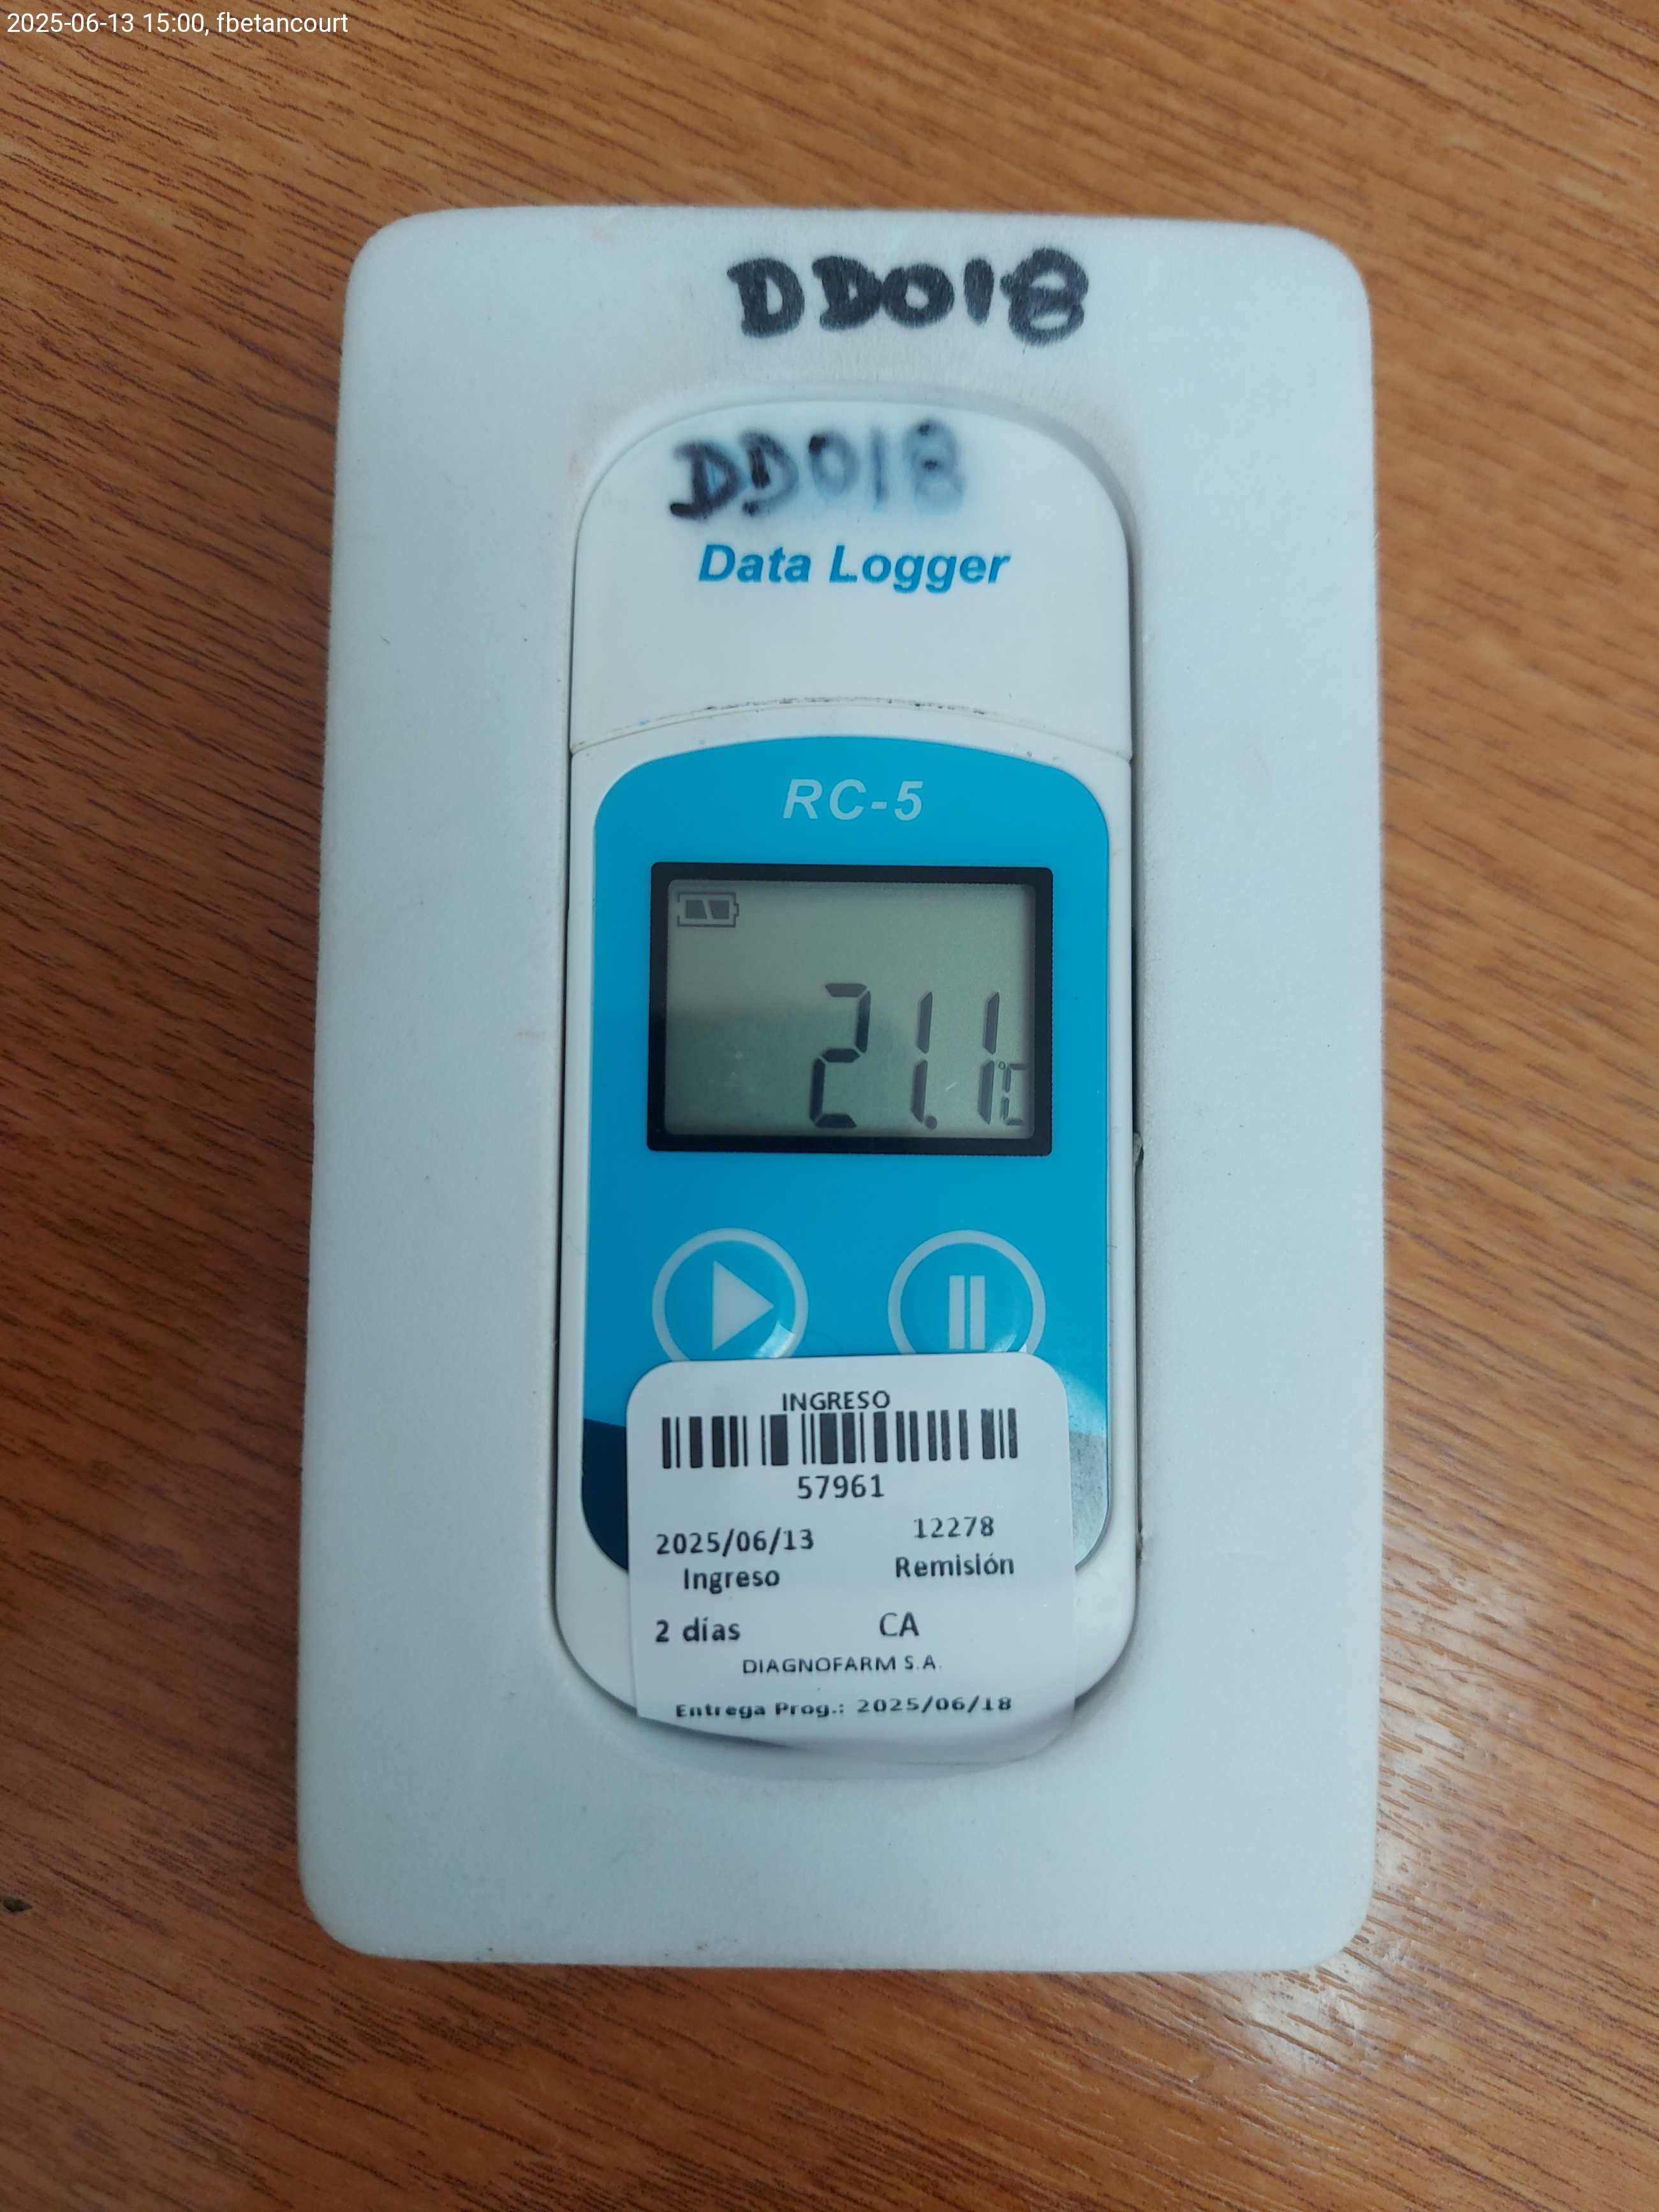 2025-06-13 15:00, fbetancourt
DD018
DD018
Data Logger
RC-5
21.1°C
INGRESO
57961
2025/06/13 12278
Ingreso Remisión
2 días CA
DIAGNOFARM S.A.
Entrega Prog.: 2025/06/18